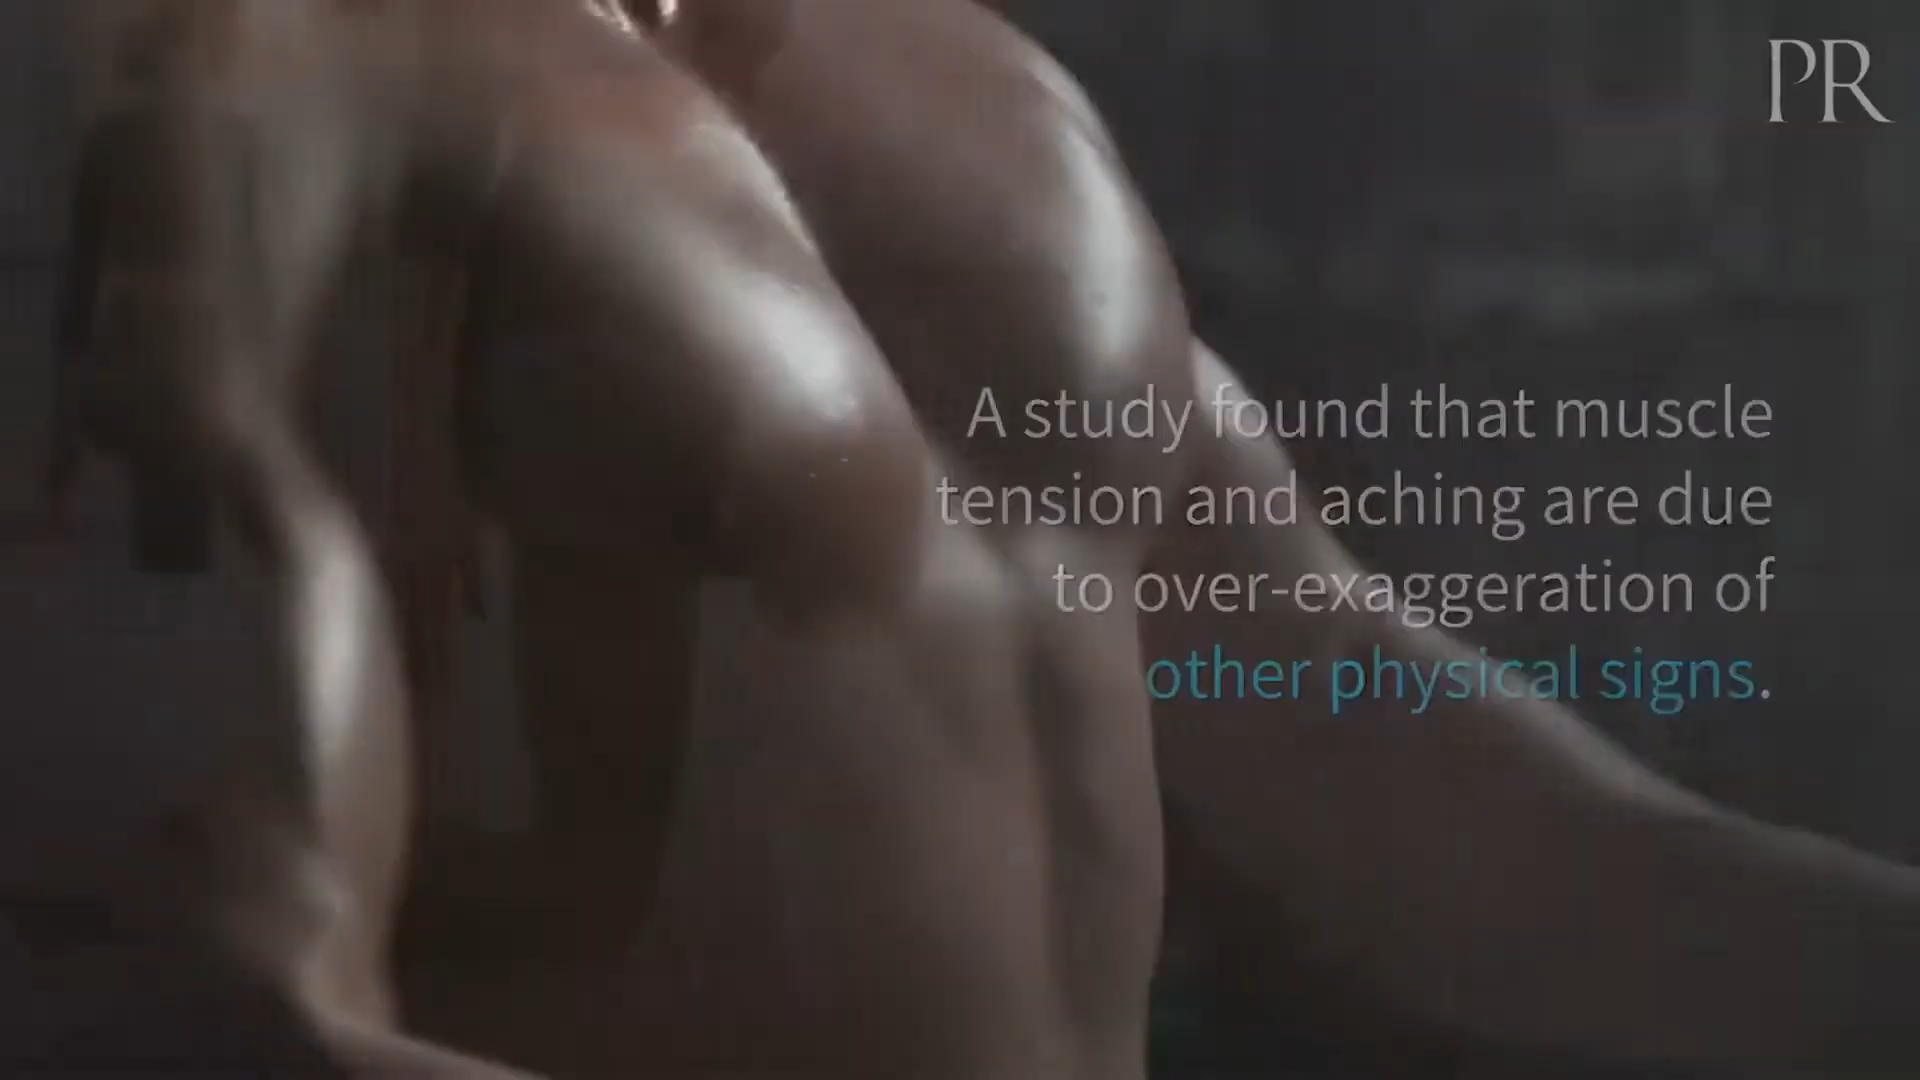 PR
A study found that muscle
tension and aching are due
to over-exaggeration of
other physical signs.